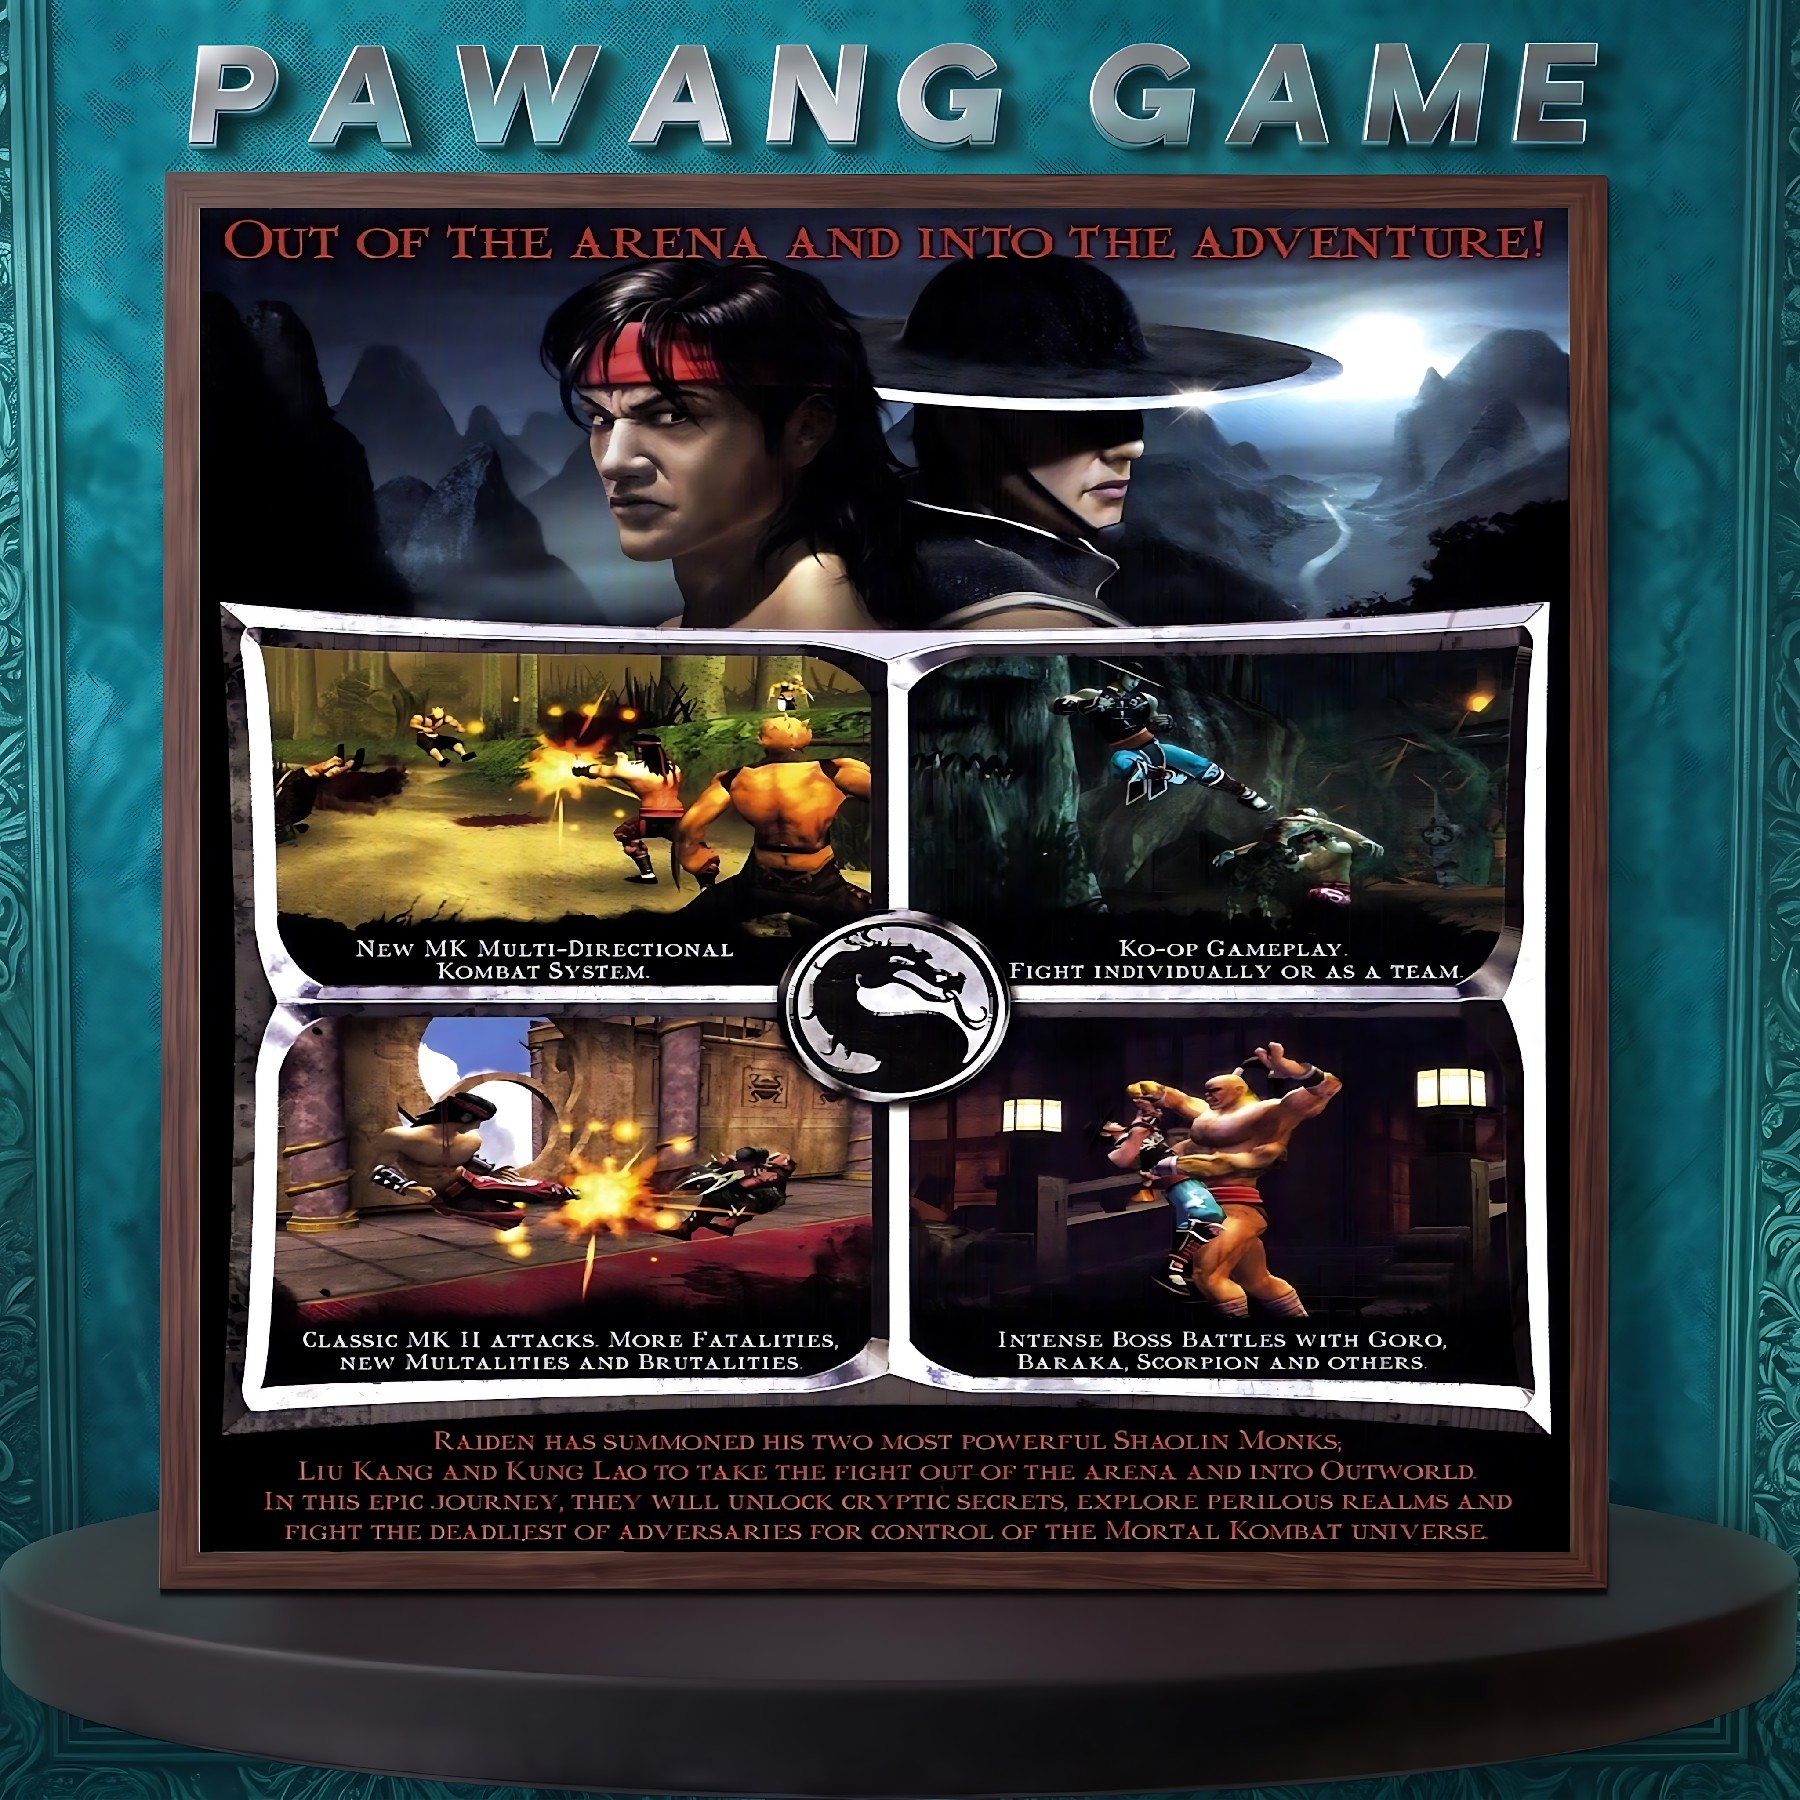 PAWANG GAME
OUT OF THE ARENA AND INTO THE ADVENTURE!
NEW MK MULTI-DIRECTIONAL
KOMBAT SYSTEM.
KO-OP GAMEPLAY.
FIGHT INDIVIDUALLY OR AS A TEAM.
CLASSIC MK II ATTACKS. MORE FATALITIES,
NEW MULTALITIES AND BRUTALITIES.
INTENSE BOSS BATTLES WITH GORO,
BARAKA, SCORPION AND OTHERS.
RAIDEN HAS SUMMONED HIS TWO MOST POWERFUL SHAOLIN MONKS;
LIU KANG AND KUNG LAO TO TAKE THE FIGHT OUT OF THE ARENA AND INTO OUTWORLD.
IN THIS EPIC JOURNEY, THEY WILL UNLOCK CRYPTIC SECRETS, EXPLORE PERILOUS REALMS AND
FIGHT THE DEADLIEST OF ADVERSARIES FOR CONTROL OF THE MORTAL KOMBAT UNIVERSE.